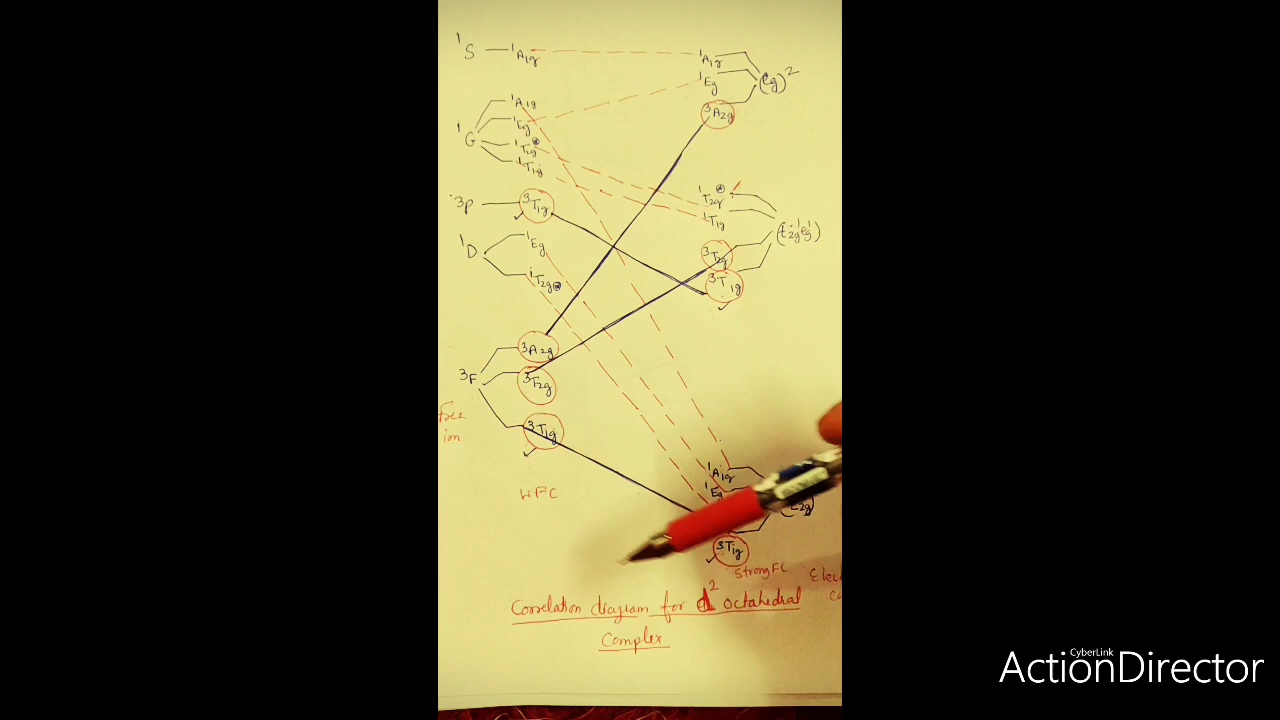 ¹S — ¹A₁g
¹A₁g
(eg)²
¹Eg
³A₂g
¹G
¹A₁g
¹Eg
¹T₂g
¹T₁g
³P
³T₁g
¹T₂g
¹T₁g
(t₂g¹eg¹)
³T₂g
³T₁g
¹D
¹Eg
¹T₂g
³F
³A₂g
³T₂g
³T₁g
Free
ion
WFC
¹A₁g
¹Eg
³T₁g
Strong FC
Correlation diagram for d² octahedral
Complex
CyberLink
ActionDirector